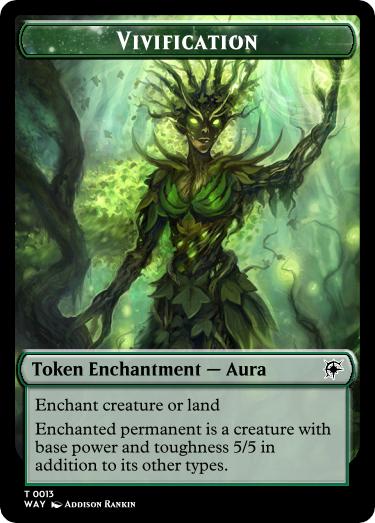 Vivification
Token Enchantment — Aura
Enchant creature or land
Enchanted permanent is a creature with
base power and toughness 5/5 in
addition to its other types.
T 0013
WAY Addison Rankin